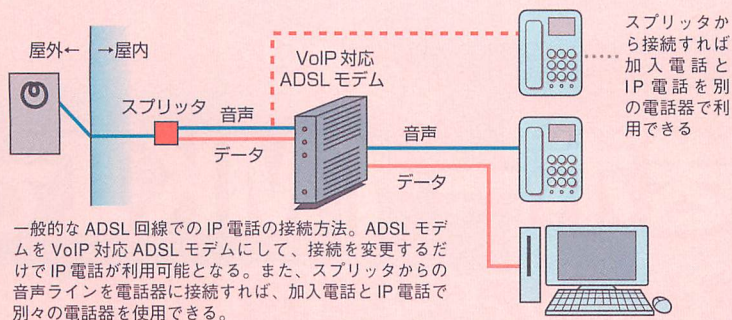 屋外← →屋内
スプリッタ
音声
データ
VoIP対応
ADSLモデム
音声
データ
スプリッタか
ら接続すれば
加入電話と
IP電話を別
の電話器で利
用できる
一般的なADSL回線でのIP電話の接続方法。ADSLモデ
ムをVoIP対応ADSLモデムにして、接続を変更するだ
けでIP電話が利用可能となる。また、スプリッタからの
音声ラインを電話器に接続すれば、加入電話とIP電話で
別々の電話器を使用できる。